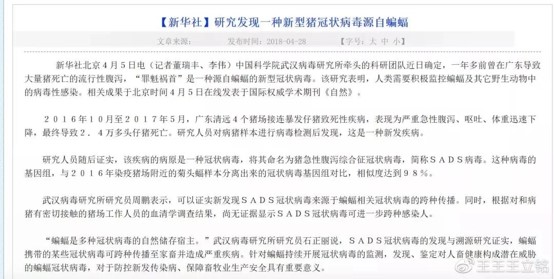 【新华社】研究发现一种新型猪冠状病毒源自蝙蝠
文章来源： 发布时间：2018-04-28 【字号：大 中 小】
新华社北京４月５日电（记者董瑞丰、李伟）中国科学院武汉病毒研究所牵头的科研团队近日确定，一年多前曾在广东导致
大量猪死亡的流行性腹泻，“罪魁祸首”是一种源自蝙蝠的新型冠状病毒。该研究表明，人类需要积极监控蝙蝠及其它野生动物中
的病毒性感染。相关成果于北京时间４月５日在线发表于国际权威学术期刊《自然》。
２０１６年１０月至２０１７年５月，广东清远４个猪场接连暴发仔猪致死性疾病，表现为严重急性腹泻、呕吐、体重迅速下
降，最终导致２．４万多头仔猪死亡。研究人员对病猪样本进行病毒检测后发现，这是一种新发疾病。
研究人员随后证实，该疾病的病原是一种冠状病毒，将其命名为猪急性腹泻综合征冠状病毒，简称ＳＡＤＳ病毒。这种病毒的
基因组，与２０１６年染疫猪场附近的菊头蝠样本分离出来的冠状病毒基因组对比，相似度达到９８％。
武汉病毒研究所研究员周鹏表示，可以证实新发现ＳＡＤＳ冠状病毒来源于蝙蝠相关冠状病毒的跨种传播。同时，根据对和病
猪有密切接触的猪场工作人员的血清学调查结果，尚无证据显示ＳＡＤＳ冠状病毒可进一步跨种感染人。
“蝙蝠是多种冠状病毒的自然储存宿主。”武汉病毒研究所研究员石正丽说，ＳＡＤＳ冠状病毒的发现与溯源研究证实，蝙蝠
携带的某些冠状病毒可跨种传播至家畜并造成严重疾病。针对蝙蝠持续开展冠状病毒的监测，发现、鉴定对人畜健康构成潜在威胁
的蝙蝠冠状病毒，对于防控新发传染病、保障畜牧业生产安全具有重要意义。